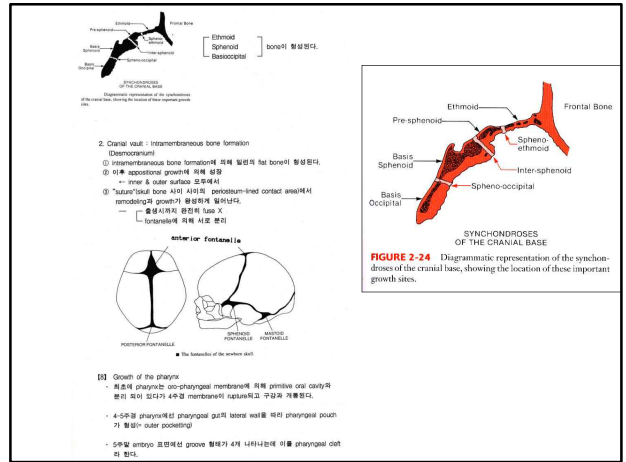 Ethmoid
Frontal Bone
Pre-sphenoid
Spheno-
ethmoid
Basis
Sphenoid
Inter-sphenoid
Spheno-occipital
Basis
Occipital
SYNCHONDROSES
OF THE CRANIAL BASE
Diagrammatic representation of the synchondroses
of the cranial base, showing the location of these important growth
sites.
Ethmoid
Sphenoid
Basioccipital
bone이 형성된다.
2. Cranial vault : Intramembraneous bone formation
(Desmocranium)
① intramembraneous bone formation에 의해 일련의 flat bone이 형성된다.
② 이후 appositional growth에 의해 성장
← inner & outer surface 모두에서
③ "suture"(skull bone 사이 사이의 periosteum-lined contact area)에서
remodeling과 growth가 왕성하게 일어난다.
— 출생시까지 완전히 fuse X
fontanelle에 의해 서로 분리
anterior fontanelle
POSTERIOR FONTANELLE
SPHENOID
FONTANELLE
MASTOID
FONTANELLE
■ The fontanelles of the newborn skull.
[8] Growth of the pharynx
· 최초에 pharynx는 oro-pharyngeal membrane에 의해 primitive oral cavity와
분리 되어 있다가 4주경 membrane이 rupture되고 구강과 개통된다.
· 4-5주경 pharynx에선 pharyngeal gut의 lateral wall을 따라 pharyngeal pouch
가 형성(= outer pocketting)
· 5주말 embryo 표면에선 groove 형태가 4개 나타나는데 이를 pharyngeal cleft
라 한다.
Ethmoid
Frontal Bone
Pre-sphenoid
Spheno-
ethmoid
Basis
Sphenoid
Inter-sphenoid
Spheno-occipital
Basis
Occipital
SYNCHONDROSES
OF THE CRANIAL BASE
FIGURE 2-24 Diagrammatic representation of the synchon-
droses of the cranial base, showing the location of these important
growth sites.